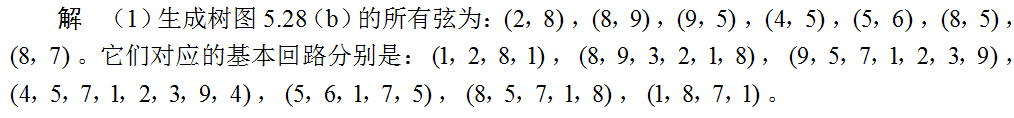 解 （1）生成树图 5.28（b）的所有弦为：(2, 8)，(8, 9)，(9, 5)，(4, 5)，(5, 6)，(8, 5)，
(8, 7)。它们对应的基本回路分别是：(1, 2, 8, 1)，(8, 9, 3, 2, 1, 8)，(9, 5, 7, 1, 2, 3, 9)，
(4, 5, 7, 1, 2, 3, 9, 4)，(5, 6, 1, 7, 5)，(8, 5, 7, 1, 8)，(1, 8, 7, 1)。